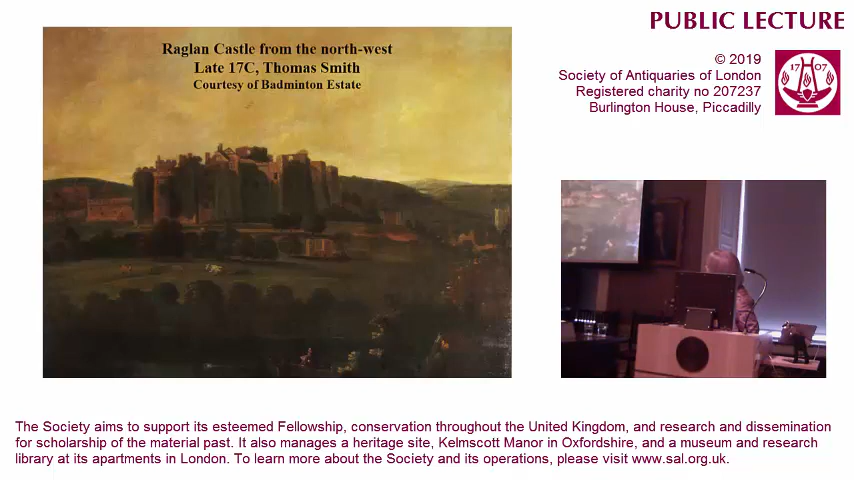 Raglan Castle from the north-west
Late 17C, Thomas Smith
Courtesy of Badminton Estate
PUBLIC LECTURE
© 2019
Society of Antiquaries of London
Registered charity no 207237
Burlington House, Piccadilly
17 07
The Society aims to support its esteemed Fellowship, conservation throughout the United Kingdom, and research and dissemination
for scholarship of the material past. It also manages a heritage site, Kelmscott Manor in Oxfordshire, and a museum and research
library at its apartments in London. To learn more about the Society and its operations, please visit www.sal.org.uk.